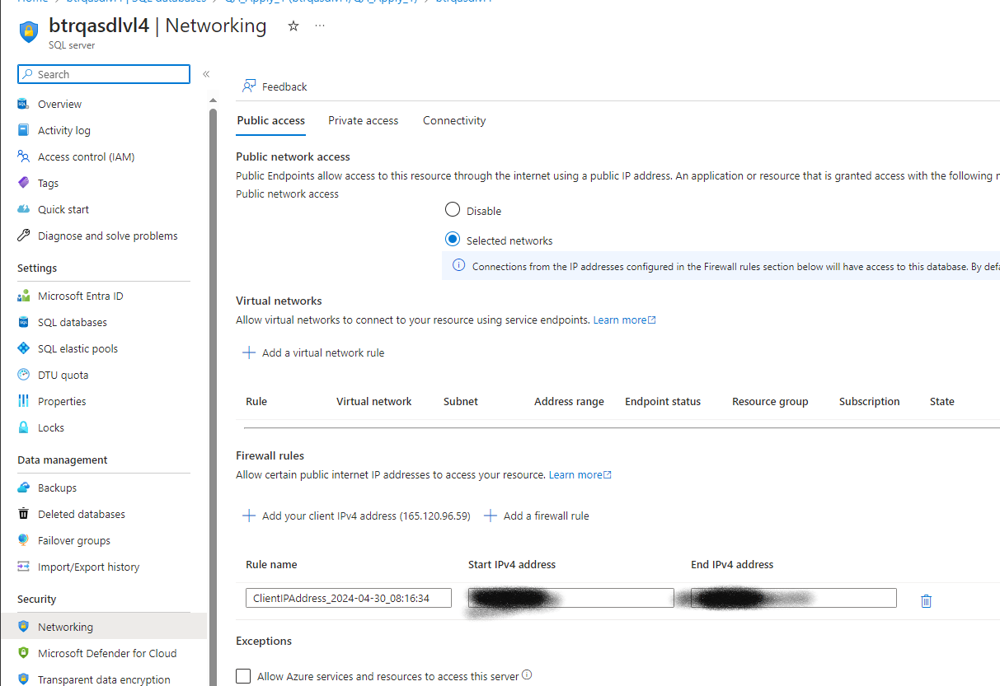 btrqasdlvl4 | Networking ☆ ...
SQL server
Search «
Overview
Activity log
Access control (IAM)
Tags
Quick start
Diagnose and solve problems
Settings
Microsoft Entra ID
SQL databases
SQL elastic pools
DTU quota
Properties
Locks
Data management
Backups
Deleted databases
Failover groups
Import/Export history
Security
Networking
Microsoft Defender for Cloud
Transparent data encryption
Feedback
Public access Private access Connectivity
Public network access
Public Endpoints allow access to this resource through the internet using a public IP address. An application or resource that is granted access with the following
Public network access
Disable
Selected networks
Connections from the IP addresses configured in the Firewall rules section below will have access to this database. By
Virtual networks
Allow virtual networks to connect to your resource using service endpoints. Learn more
+ Add a virtual network rule
Rule Virtual network Subnet Address range Endpoint status Resource group Subscription State
Firewall rules
Allow certain public internet IP addresses to access your resource. Learn more
+ Add your client IPv4 address (165.120.96.59) + Add a firewall rule
Rule name Start IPv4 address End IPv4 address
ClientIPAddress_2024-04-30_08:16:34
Exceptions
Allow Azure services and resources to access this server